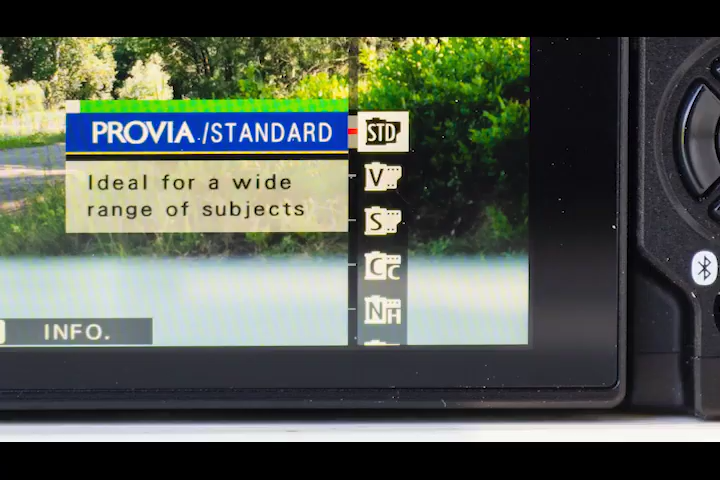 PROVIA/STANDARD
Ideal for a wide
range of subjects
STD
V
S
Cc
NH
INFO.